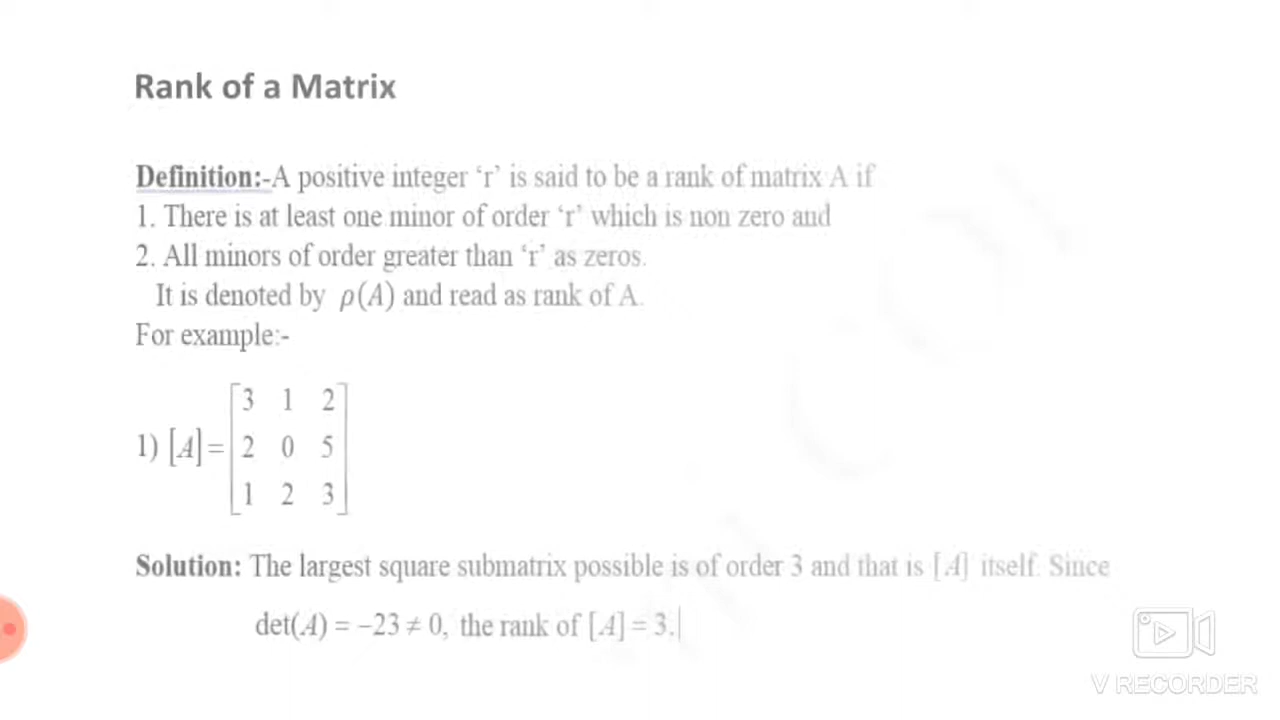 Rank of a Matrix
Definition:-A positive integer ‘r’ is said to be a rank of matrix A if
1. There is at least one minor of order ‘r’ which is non zero and
2. All minors of order greater than ‘r’ as zeros.
It is denoted by ρ(A) and read as rank of A.
For example:-
3 1 2
1) [A]= 2 0 5
1 2 3
Solution: The largest square submatrix possible is of order 3 and that is [A] itself. Since
det(A) = −23 ≠ 0, the rank of [A] = 3.
V RECORDER